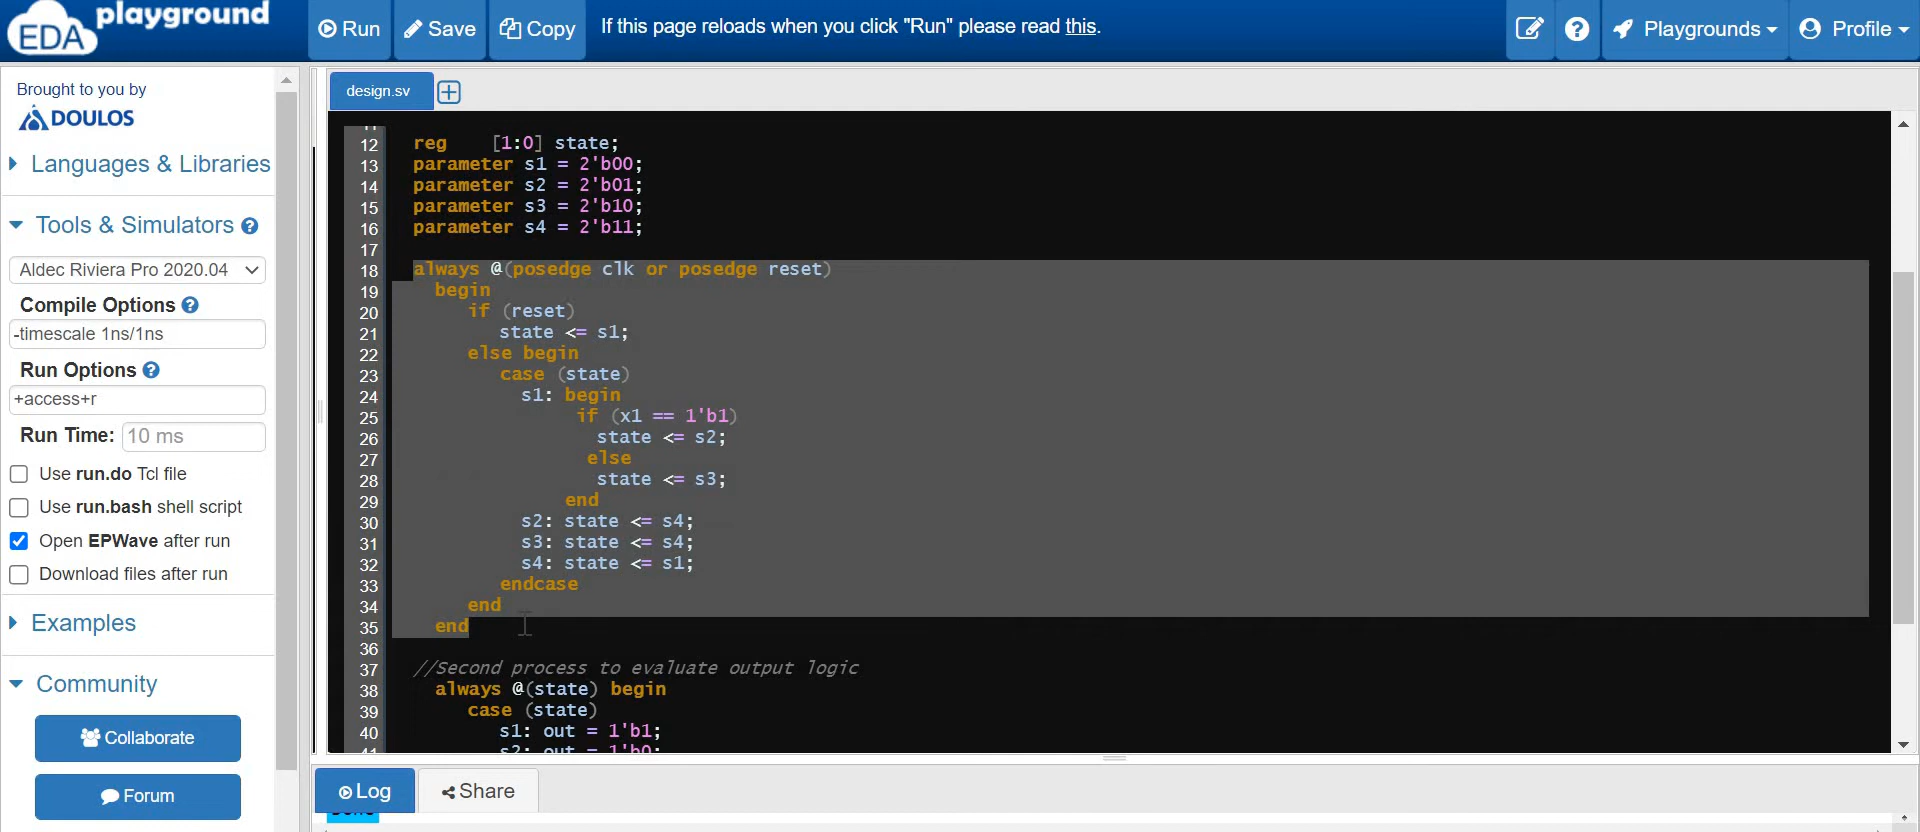 EDA playground
Run
Save
Copy
If this page reloads when you click "Run" please read this.
Playgrounds
Profile
Brought to you by
DOULOS
Languages & Libraries
Tools & Simulators
Aldec Riviera Pro 2020.04
Compile Options
-timescale 1ns/1ns
Run Options
+access+r
Run Time: 10 ms
Use run.do Tcl file
Use run.bash shell script
Open EPWave after run
Download files after run
Examples
Community
Collaborate
Forum
design.sv
12 reg [1:0] state;
13 parameter s1 = 2'b00;
14 parameter s2 = 2'b01;
15 parameter s3 = 2'b10;
16 parameter s4 = 2'b11;
17
18 always @(posedge clk or posedge reset)
19 begin
20 if (reset)
21 state <= s1;
22 else begin
23 case (state)
24 s1: begin
25 if (x1 == 1'b1)
26 state <= s2;
27 else
28 state <= s3;
29 end
30 s2: state <= s4;
31 s3: state <= s4;
32 s4: state <= s1;
33 endcase
34 end
35 end
36
37 //Second process to evaluate output logic
38 always @(state) begin
39 case (state)
40 s1: out = 1'b1;
41 s2: out = 1'b0;
Log
Share